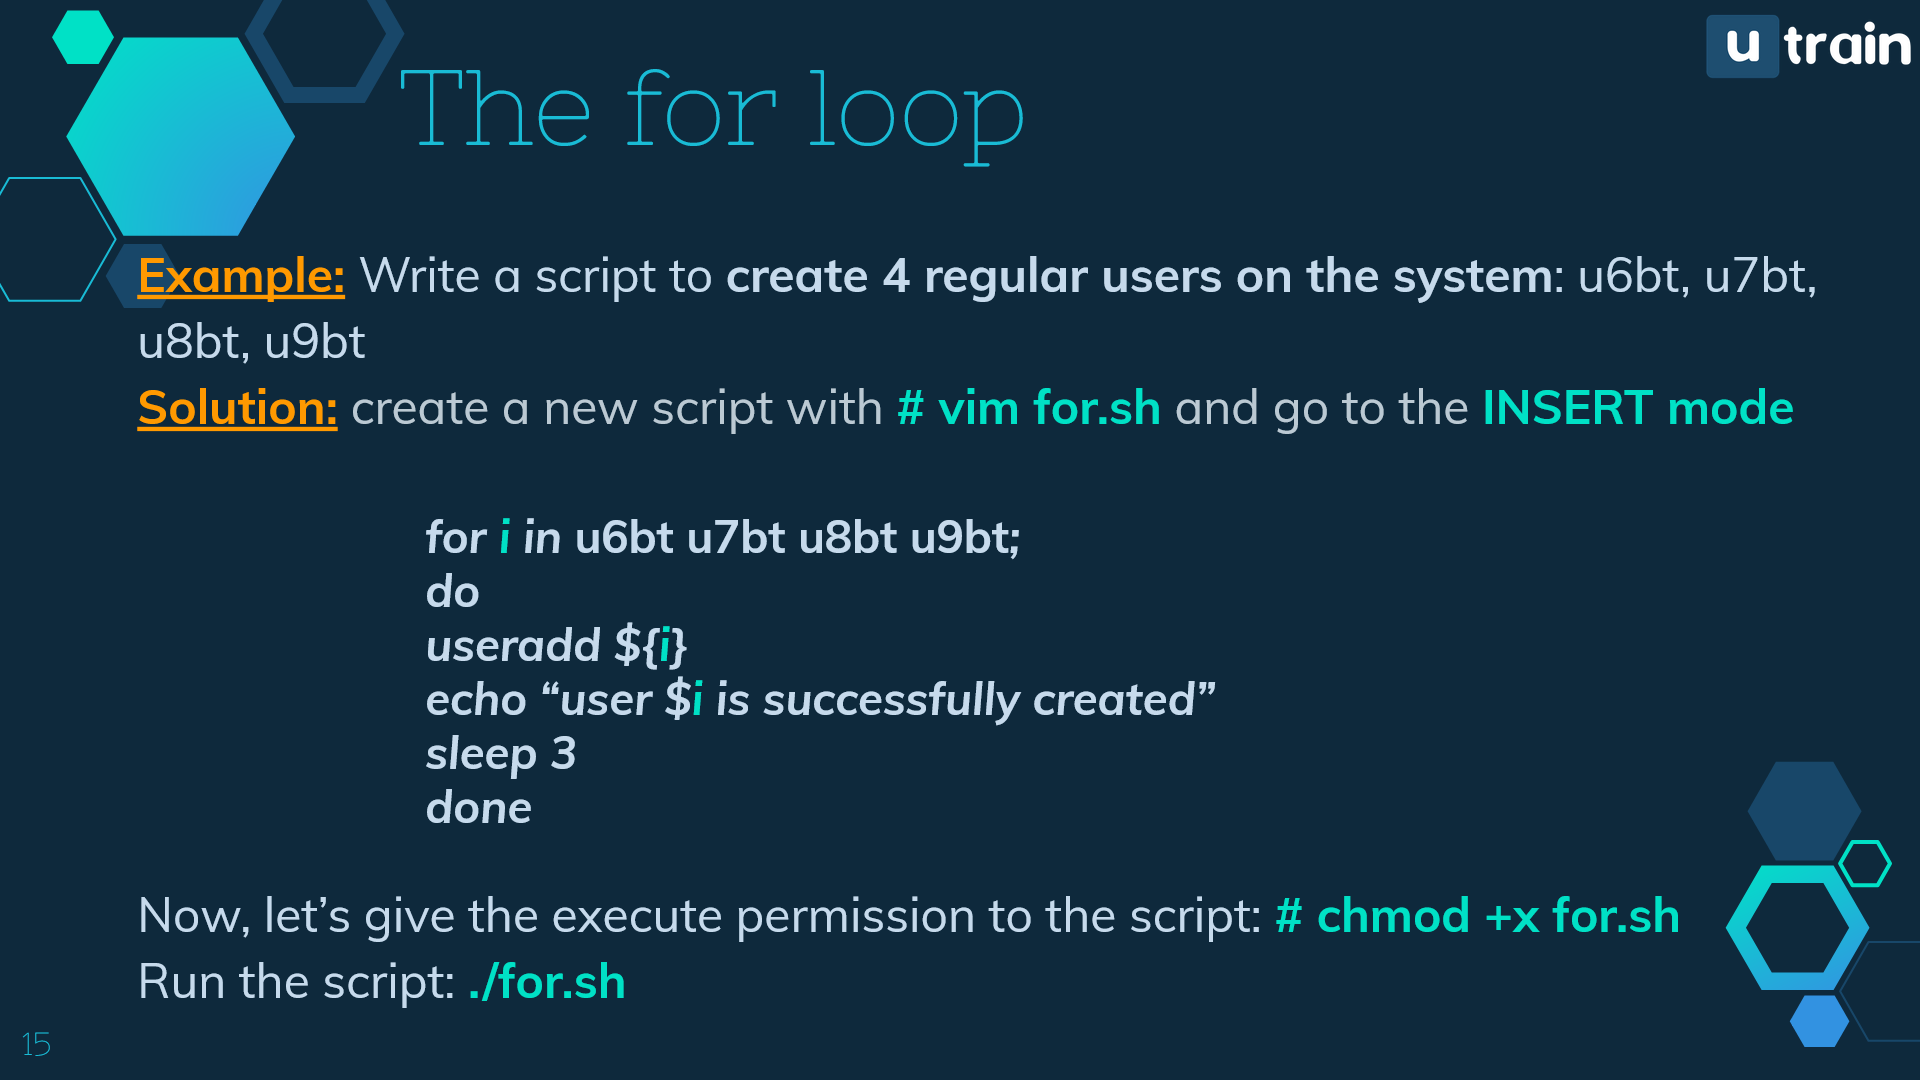 u train
The for loop
Example: Write a script to create 4 regular users on the system: u6bt, u7bt,
u8bt, u9bt
Solution: create a new script with # vim for.sh and go to the INSERT mode
for i in u6bt u7bt u8bt u9bt;
do
useradd ${i}
echo “user $i is successfully created”
sleep 3
done
Now, let’s give the execute permission to the script: # chmod +x for.sh
Run the script: ./for.sh
15